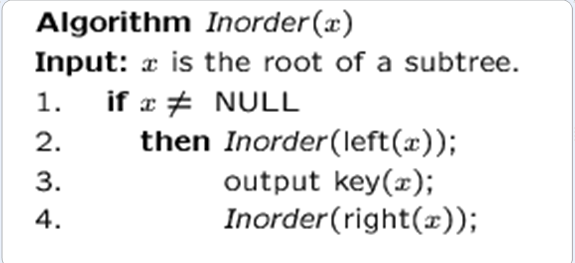 Algorithm Inorder(x)
Input: x is the root of a subtree.
1. if x ≠ NULL
2. then Inorder(left(x));
3. output key(x);
4. Inorder(right(x));